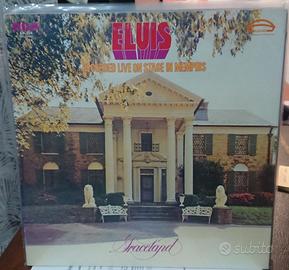 ELVIS
RECORDED LIVE ON STAGE IN MEMPHIS
Graceland
subito